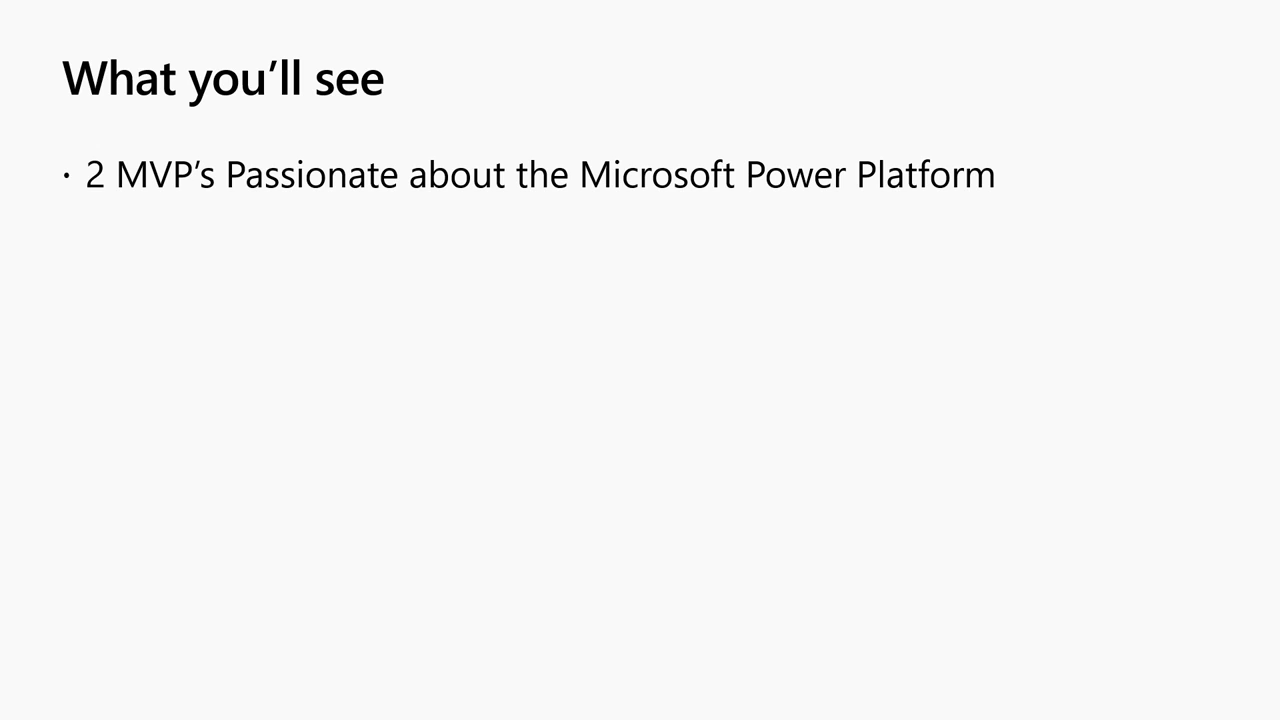 What you’ll see
· 2 MVP’s Passionate about the Microsoft Power Platform